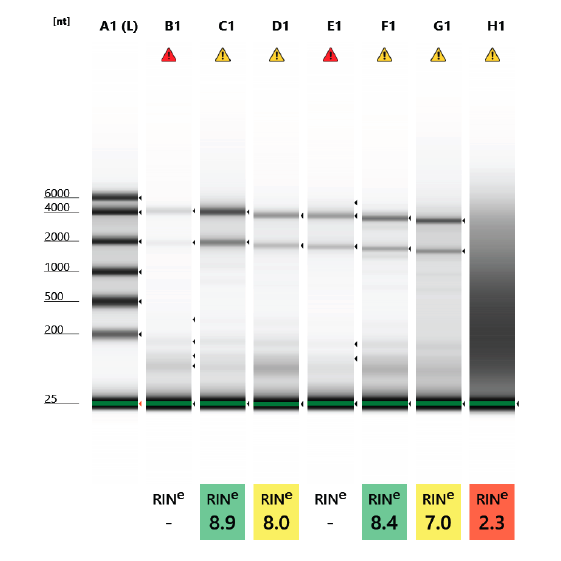 [nt] A1 (L) B1 C1 D1 E1 F1 G1 H1
6000
4000
2000
1000
500
200
25
RINe RINe RINe RINe RINe RINe RINe
- 8.9 8.0 - 8.4 7.0 2.3